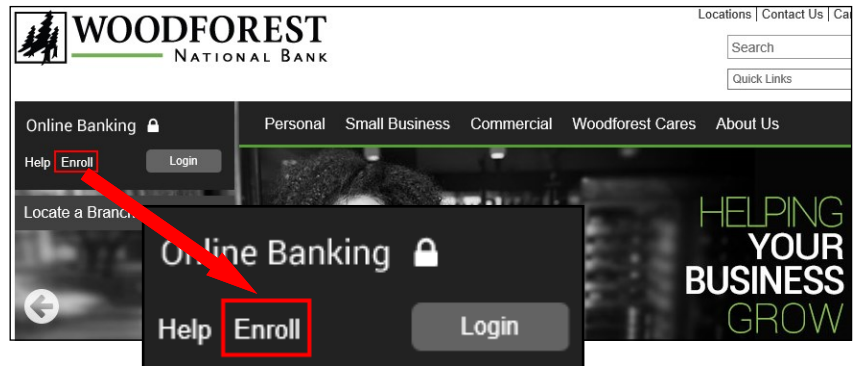 Locations | Contact Us |
WOODFOREST
NATIONAL BANK
Search
Quick Links
Online Banking
Personal Small Business Commercial Woodforest Cares About Us
Help Enroll Login
Locate a Branch
HELPING
YOUR
BUSINESS
GROW
Online Banking
Help Enroll Login